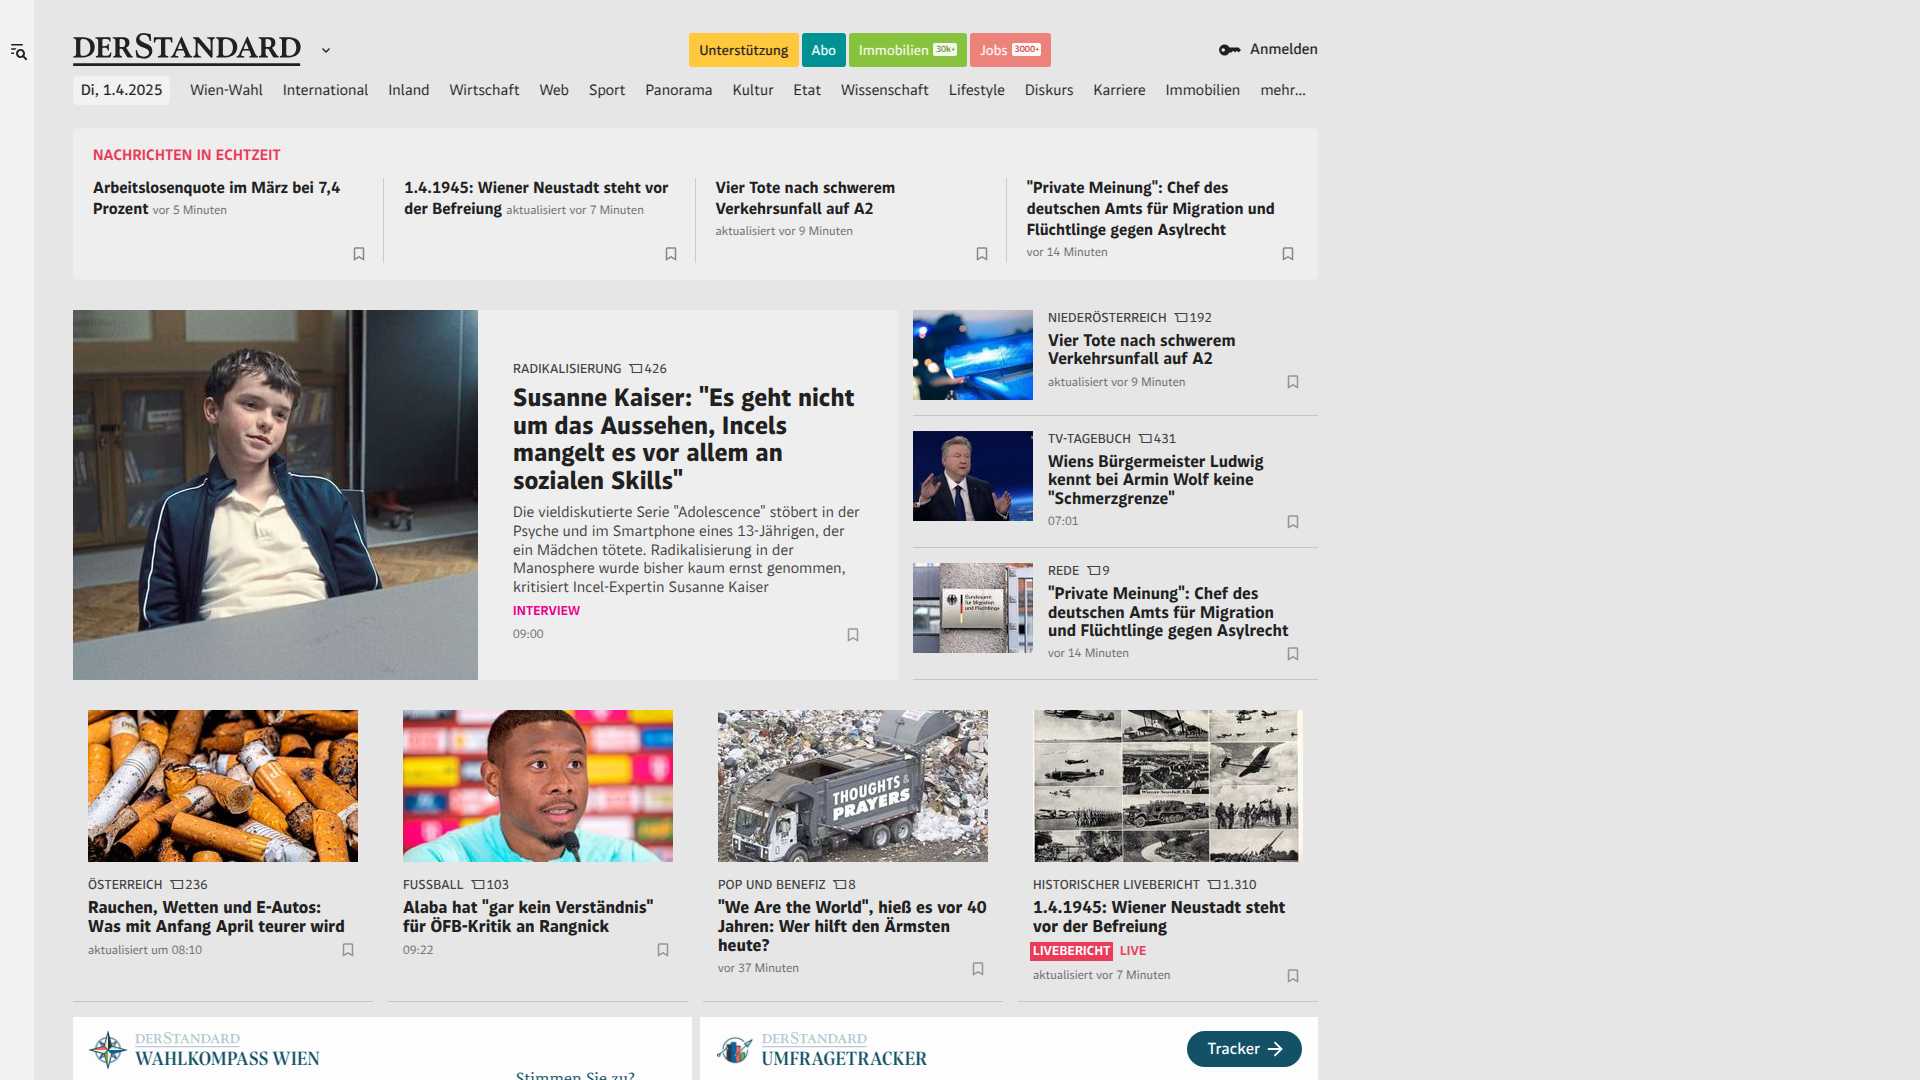 DERSTANDARD
Unterstützung
Abo
Immobilien 30k+
Jobs 3000+
Anmelden
Di, 1.4.2025
Wien-Wahl
International
Inland
Wirtschaft
Web
Sport
Panorama
Kultur
Etat
Wissenschaft
Lifestyle
Diskurs
Karriere
Immobilien
mehr...
NACHRICHTEN IN ECHTZEIT
Arbeitslosenquote im März bei 7,4
Prozent vor 5 Minuten
1.4.1945: Wiener Neustadt steht vor
der Befreiung aktualisiert vor 7 Minuten
Vier Tote nach schwerem
Verkehrsunfall auf A2
aktualisiert vor 9 Minuten
"Private Meinung": Chef des
deutschen Amts für Migration und
Flüchtlinge gegen Asylrecht
vor 14 Minuten
RADIKALISIERUNG 426
Susanne Kaiser: "Es geht nicht
um das Aussehen, Incels
mangelt es vor allem an
sozialen Skills"
Die vieldiskutierte Serie "Adolescence" stöbert in der
Psyche und im Smartphone eines 13-Jährigen, der
ein Mädchen tötete. Radikalisierung in der
Manosphere wurde bisher kaum ernst genommen,
kritisiert Incel-Expertin Susanne Kaiser
INTERVIEW
09:00
NIEDERÖSTERREICH 192
Vier Tote nach schwerem
Verkehrsunfall auf A2
aktualisiert vor 9 Minuten
TV-TAGEBUCH 431
Wiens Bürgermeister Ludwig
kennt bei Armin Wolf keine
"Schmerzgrenze"
07:01
Bundesamt
für Migration
und Flüchtlinge
REDE 9
"Private Meinung": Chef des
deutschen Amts für Migration
und Flüchtlinge gegen Asylrecht
vor 14 Minuten
ÖSTERREICH 236
Rauchen, Wetten und E-Autos:
Was mit Anfang April teurer wird
aktualisiert um 08:10
FUSSBALL 103
Alaba hat "gar kein Verständnis"
für ÖFB-Kritik an Rangnick
09:22
THOUGHTS &
PRAYERS
POP UND BENEFIZ 8
"We Are the World", hieß es vor 40
Jahren: Wer hilft den Ärmsten
heute?
vor 37 Minuten
HISTORISCHER LIVEBERICHT 1.310
1.4.1945: Wiener Neustadt steht
vor der Befreiung
LIVEBERICHT LIVE
aktualisiert vor 7 Minuten
DERSTANDARD
WAHLKOMPASS WIEN
Stimmen Sie zu?
DERSTANDARD
UMFRAGETRACKER
Tracker